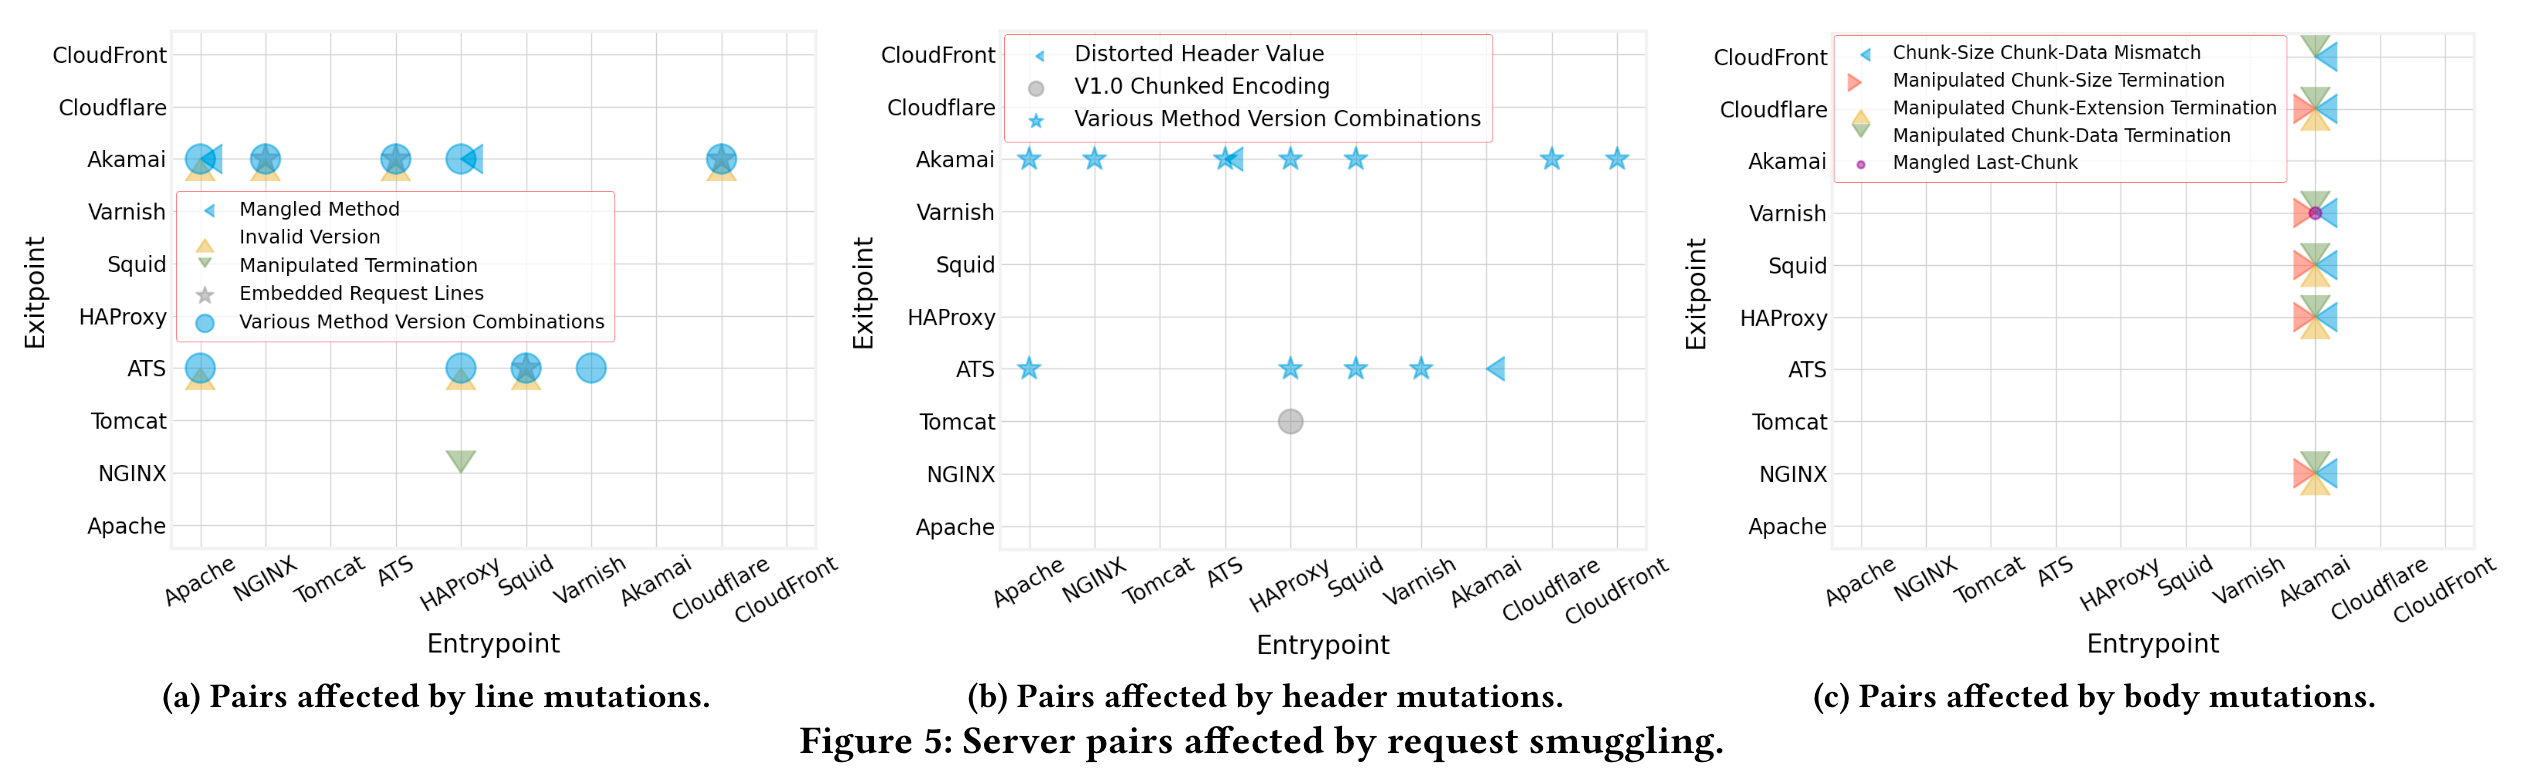 CloudFront
Cloudflare
Akamai
Varnish
Squid
HAProxy
ATS
Tomcat
NGINX
Apache
Exitpoint
Mangled Method
Invalid Version
Manipulated Termination
Embedded Request Lines
Various Method Version Combinations
Apache NGINX Tomcat ATS HAProxy Squid Varnish Akamai Cloudflare CloudFront
Entrypoint
(a) Pairs affected by line mutations.
CloudFront
Cloudflare
Akamai
Varnish
Squid
HAProxy
ATS
Tomcat
NGINX
Apache
Exitpoint
Distorted Header Value
V1.0 Chunked Encoding
Various Method Version Combinations
Apache NGINX Tomcat ATS HAProxy Squid Varnish Akamai Cloudflare CloudFront
Entrypoint
(b) Pairs affected by header mutations.
CloudFront
Cloudflare
Akamai
Varnish
Squid
HAProxy
ATS
Tomcat
NGINX
Apache
Exitpoint
Chunk-Size Chunk-Data Mismatch
Manipulated Chunk-Size Termination
Manipulated Chunk-Extension Termination
Manipulated Chunk-Data Termination
Mangled Last-Chunk
Apache NGINX Tomcat ATS HAProxy Squid Varnish Akamai Cloudflare CloudFront
Entrypoint
(c) Pairs affected by body mutations.
Figure 5: Server pairs affected by request smuggling.